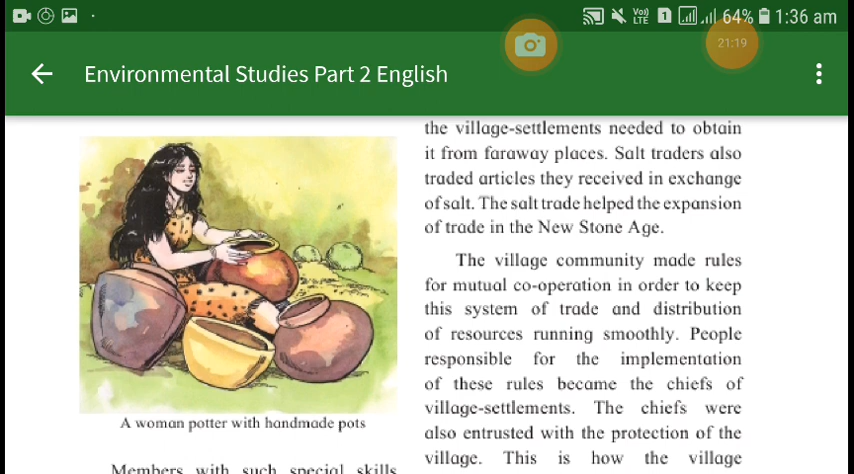 Vo)) LTE 1 64% 1:36 am
21:19
Environmental Studies Part 2 English
A woman potter with handmade pots
Members with such special skills
the village-settlements needed to obtain
it from faraway places. Salt traders also
traded articles they received in exchange
of salt. The salt trade helped the expansion
of trade in the New Stone Age.
The village community made rules
for mutual co-operation in order to keep
this system of trade and distribution
of resources running smoothly. People
responsible for the implementation
of these rules became the chiefs of
village-settlements. The chiefs were
also entrusted with the protection of the
village. This is how the village